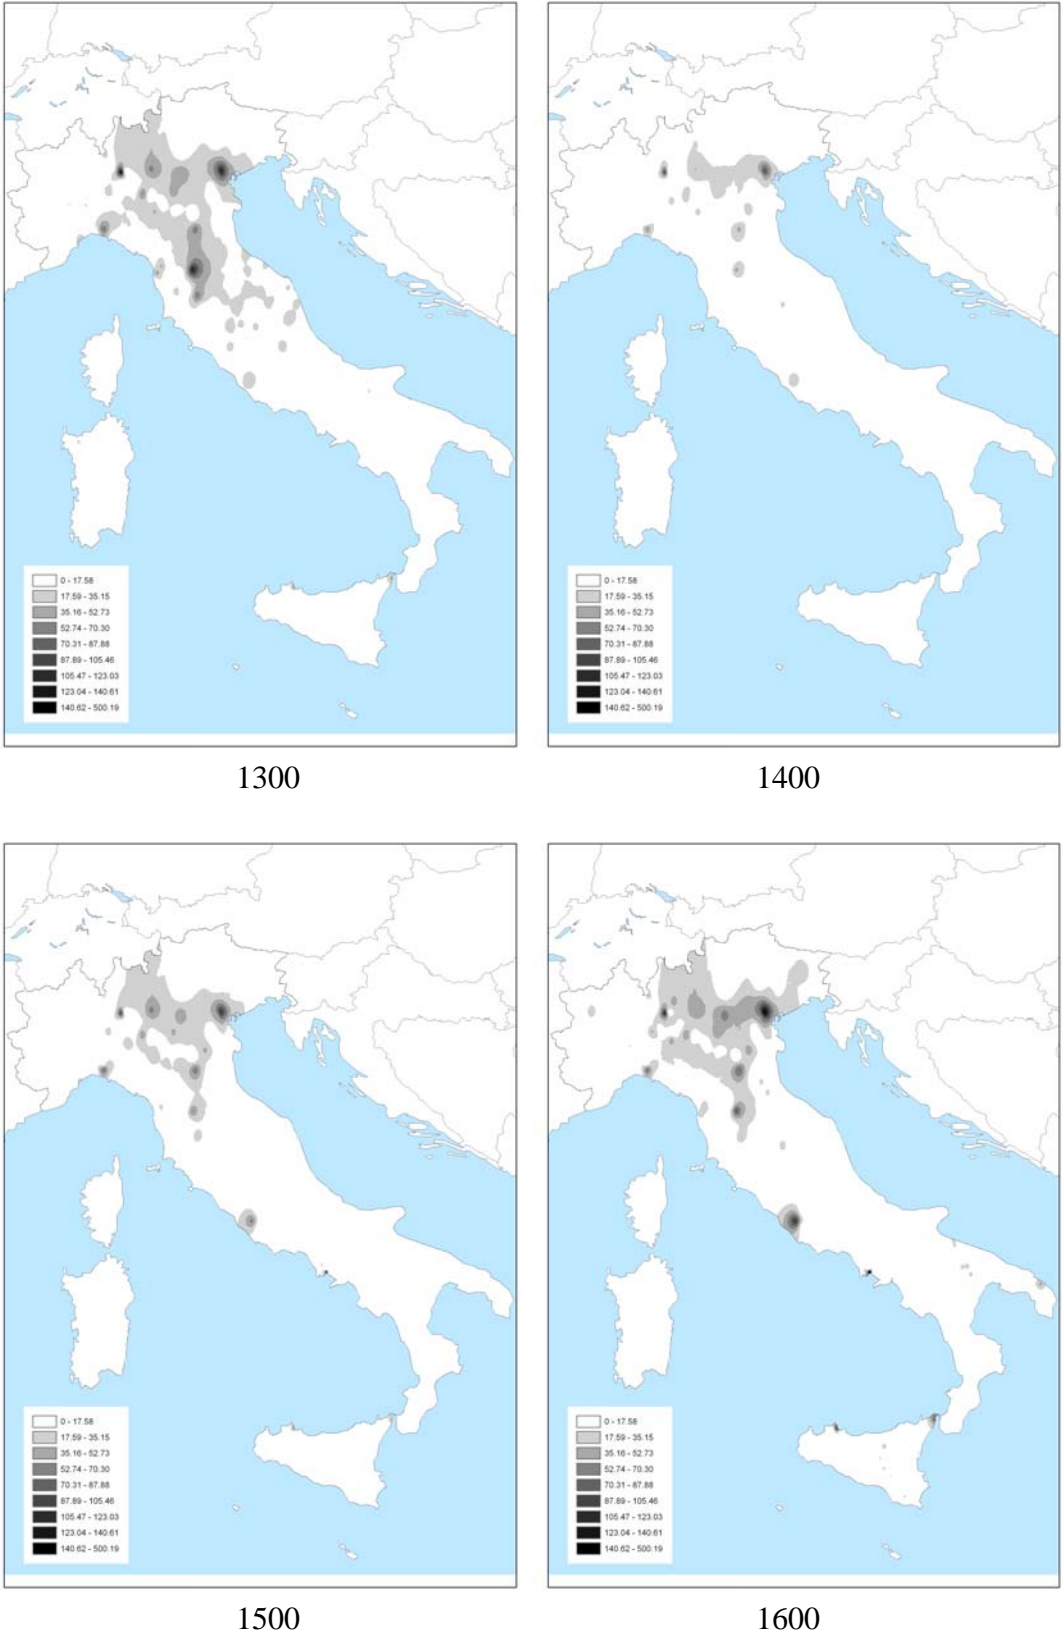 0 - 17.58
17.59 - 35.15
35.16 - 52.73
52.74 - 70.30
70.31 - 87.88
87.89 - 105.46
105.47 - 123.03
123.04 - 140.61
140.62 - 500.19
1300
0 - 17.58
17.59 - 35.15
35.16 - 52.73
52.74 - 70.30
70.31 - 87.88
87.89 - 105.46
105.47 - 123.03
123.04 - 140.61
140.62 - 500.19
1400
0 - 17.58
17.59 - 35.15
35.16 - 52.73
52.74 - 70.30
70.31 - 87.88
87.89 - 105.46
105.47 - 123.03
123.04 - 140.61
140.62 - 500.19
1500
0 - 17.58
17.59 - 35.15
35.16 - 52.73
52.74 - 70.30
70.31 - 87.88
87.89 - 105.46
105.47 - 123.03
123.04 - 140.61
140.62 - 500.19
1600